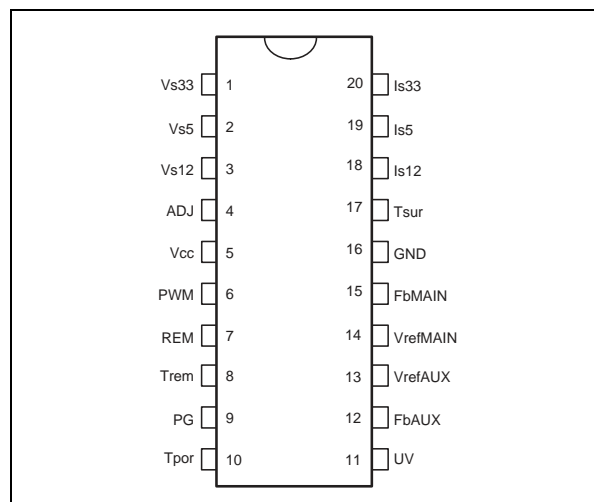 Vs33 1 20 Is33
Vs5 2 19 Is5
Vs12 3 18 Is12
ADJ 4 17 Tsur
Vcc 5 16 GND
PWM 6 15 FbMAIN
REM 7 14 VrefMAIN
Trem 8 13 VrefAUX
PG 9 12 FbAUX
Tpor 10 11 UV